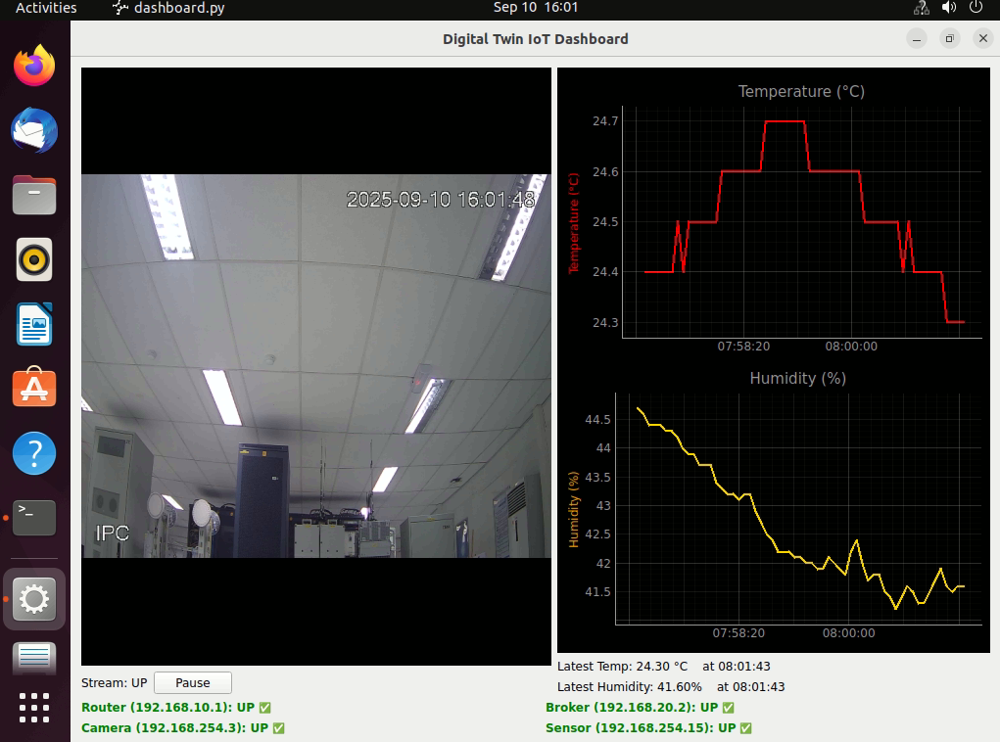 Activities
dashboard.py
Sep 10 16:01
Digital Twin IoT Dashboard
2025-09-10 16:01:48
IPC
Temperature (°C)
Temperature (°C)
24.7
24.6
24.5
24.4
24.3
07:58:20 08:00:00
Humidity (%)
Humidity (%)
44.5
44
43.5
43
42.5
42
41.5
07:58:20 08:00:00
Stream: UP
Pause
Latest Temp: 24.30 °C at 08:01:43
Latest Humidity: 41.60% at 08:01:43
Router (192.168.10.1): UP ✅
Broker (192.168.20.2): UP ✅
Camera (192.168.254.3): UP ✅
Sensor (192.168.254.15): UP ✅